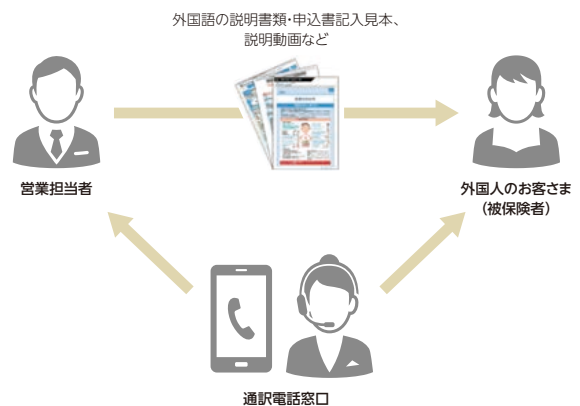 外国語の説明書類・申込書記入見本、
説明動画など
営業担当者
外国人のお客さま
（被保険者）
通訳電話窓口